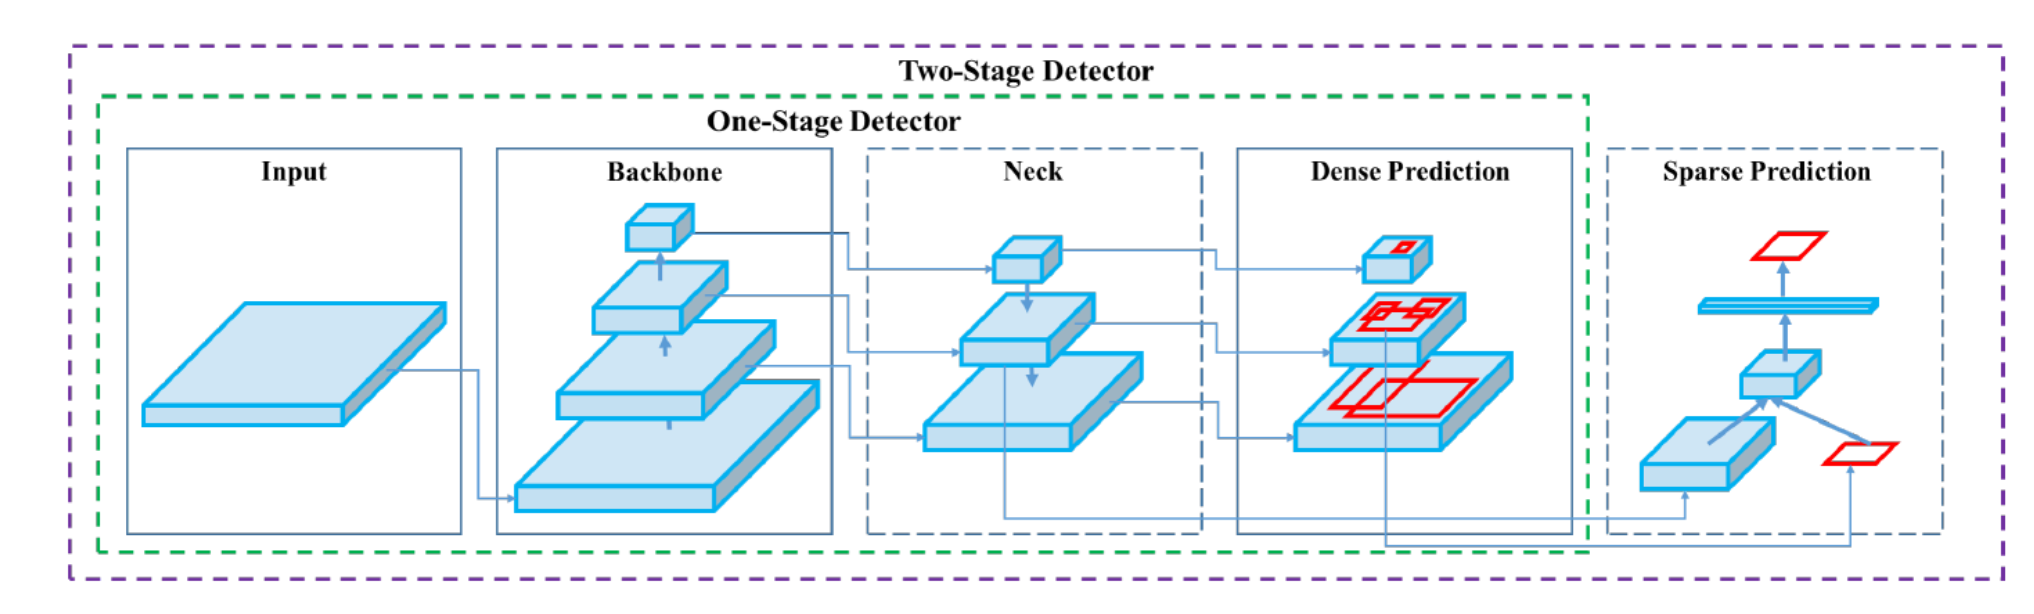 Two-Stage Detector
One-Stage Detector
Input
Backbone
Neck
Dense Prediction
Sparse Prediction